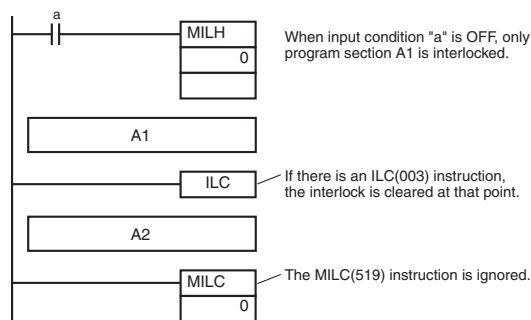 a
MILH
0
When input condition "a" is OFF, only
program section A1 is interlocked.
A1
ILC
If there is an ILC(003) instruction,
the interlock is cleared at that point.
A2
MILC
The MILC(519) instruction is ignored.
0